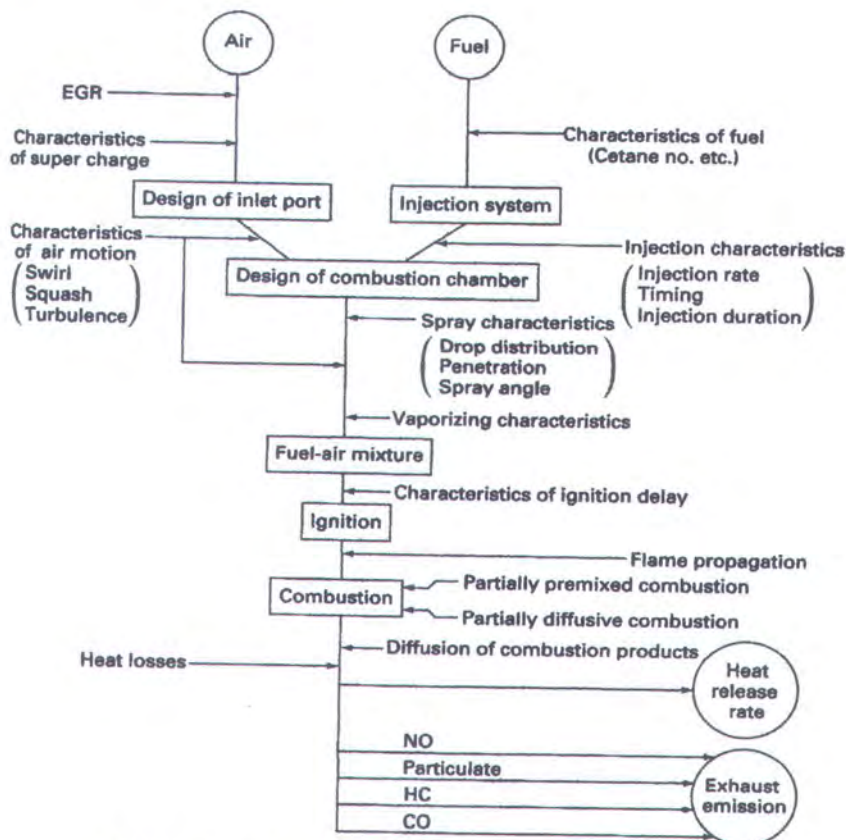 Air
Fuel
EGR
Characteristics
of super charge
Characteristics of fuel
(Cetane no. etc.)
Design of inlet port
Injection system
Characteristics
of air motion
(Swirl
Squash
Turbulence)
Injection characteristics
(Injection rate
Timing
Injection duration)
Design of combustion chamber
Spray characteristics
(Drop distribution
Penetration
Spray angle)
Vaporizing characteristics
Fuel-air mixture
Characteristics of ignition delay
Ignition
Flame propagation
Partially premixed combustion
Combustion
Partially diffusive combustion
Diffusion of combustion products
Heat losses
Heat
release
rate
NO
Particulate
HC
CO
Exhaust
emission